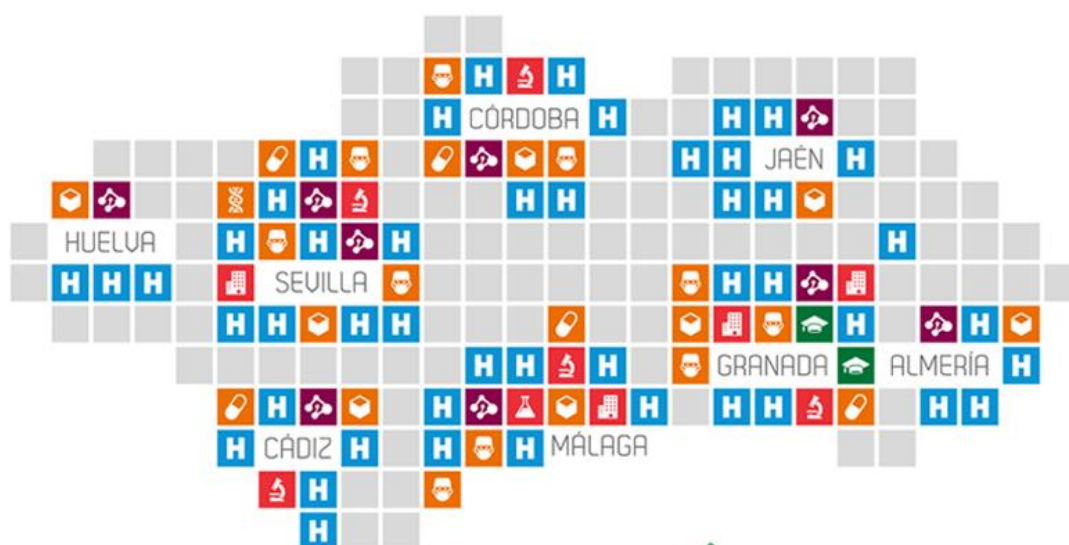 H H
H CÓRDOBA H H H
H H H JAÉN H
H H H H H
HUELVA H H H H
H H H SEVILLA H H
H H H H H H
H H H GRANADA ALMERÍA H
H H H H H H H
H CÁDIZ H H H MÁLAGA
H
H